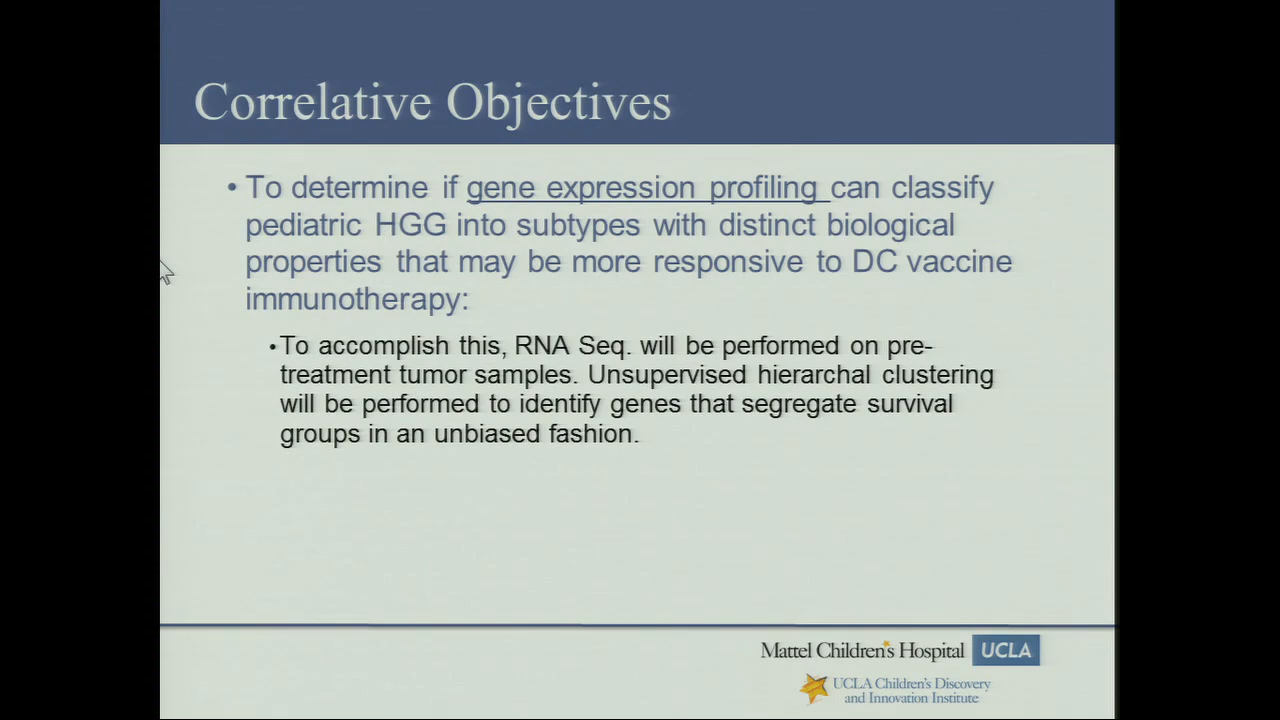 Correlative Objectives
• To determine if gene expression profiling can classify
pediatric HGG into subtypes with distinct biological
properties that may be more responsive to DC vaccine
immunotherapy:
• To accomplish this, RNA Seq. will be performed on pre-
treatment tumor samples. Unsupervised hierarchal clustering
will be performed to identify genes that segregate survival
groups in an unbiased fashion.
Mattel Children's Hospital UCLA
UCLA Children's Discovery
and Innovation Institute